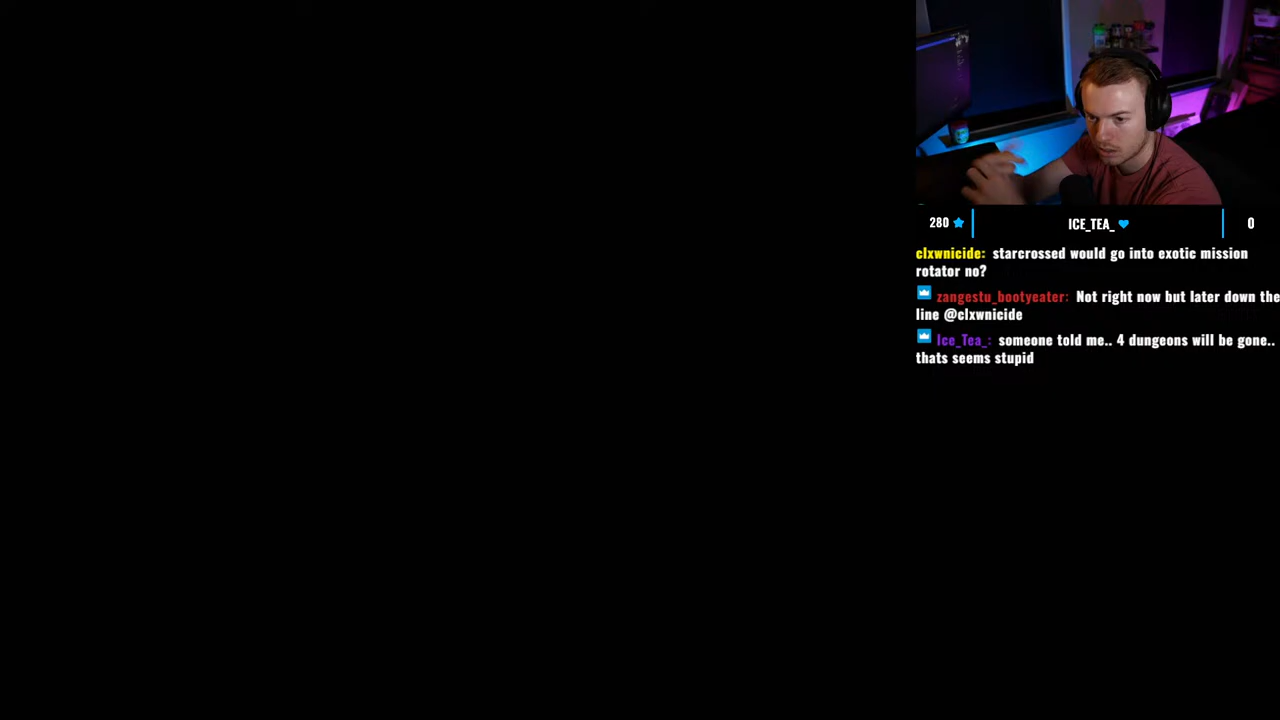 280
ICE_TEA_
0
clxwnicide: starcrossed would go into exotic mission
rotator no?
zangestu_bootyeater: Not right now but later down the
line @clxwnicide
Ice_Tea_: someone told me.. 4 dungeons will be gone..
thats seems stupid